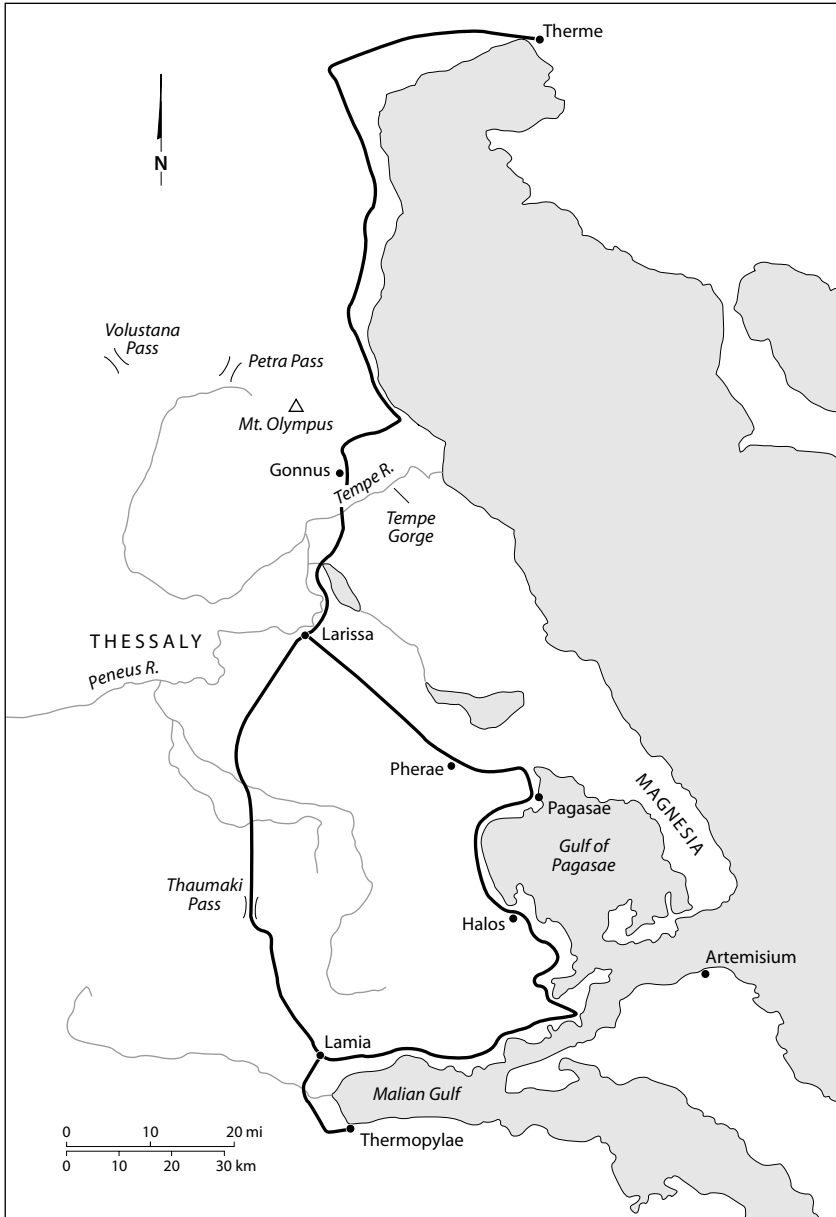 Therme
N
Volustana
Pass
Petra Pass
Mt. Olympus
Gonnus
Tempe R.
Tempe
Gorge
THESSALY
Larissa
Peneus R.
Pherae
MAGNESIA
Pagasae
Gulf of
Pagasae
Thaumaki
Pass
Halos
Artemisium
Lamia
Malian Gulf
0 10 20 mi
0 10 20 30 km
Thermopylae